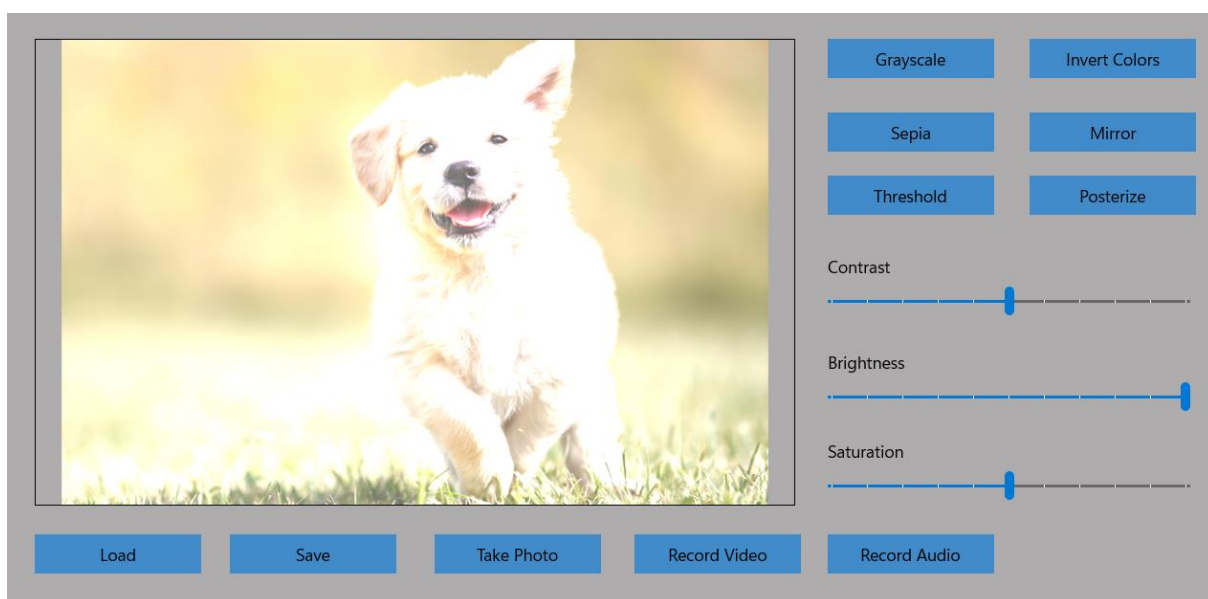 Grayscale
Invert Colors
Sepia
Mirror
Threshold
Posterize
Contrast
Brightness
Saturation
Load
Save
Take Photo
Record Video
Record Audio